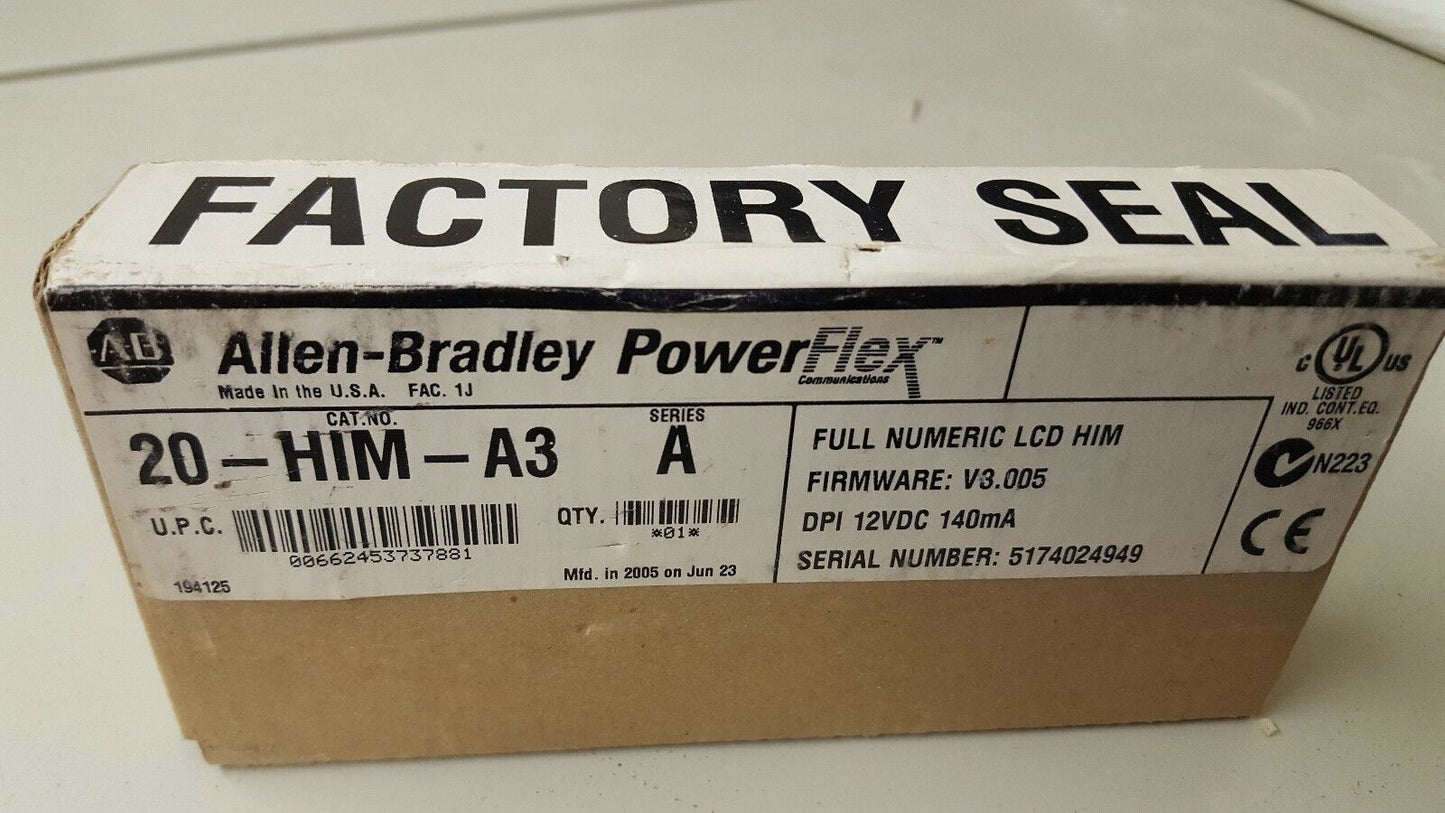 FACTORY SEAL
AB Allen-Bradley PowerFlex™
Communications
Made in the U.S.A. FAC. 1J
CAT.NO. SERIES
20-HIM-A3 A
U.P.C. QTY.
00662453737881 *01*
194125 Mfd. in 2005 on Jun 23
FULL NUMERIC LCD HIM
FIRMWARE: V3.005
DPI 12VDC 140mA
SERIAL NUMBER: 5174024949
C UL US
LISTED
IND. CONT.EQ.
966X
N223
CE